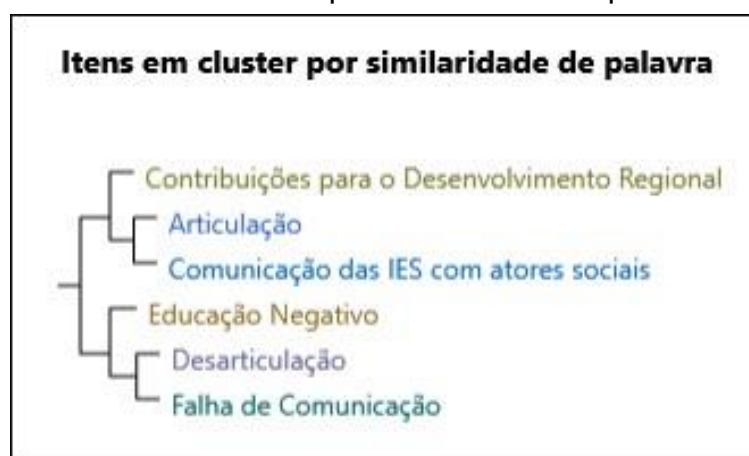 Itens em cluster por similaridade de palavra
Contribuições para o Desenvolvimento Regional
Articulação
Comunicação das IES com atores sociais
Educação Negativo
Desarticulação
Falha de Comunicação